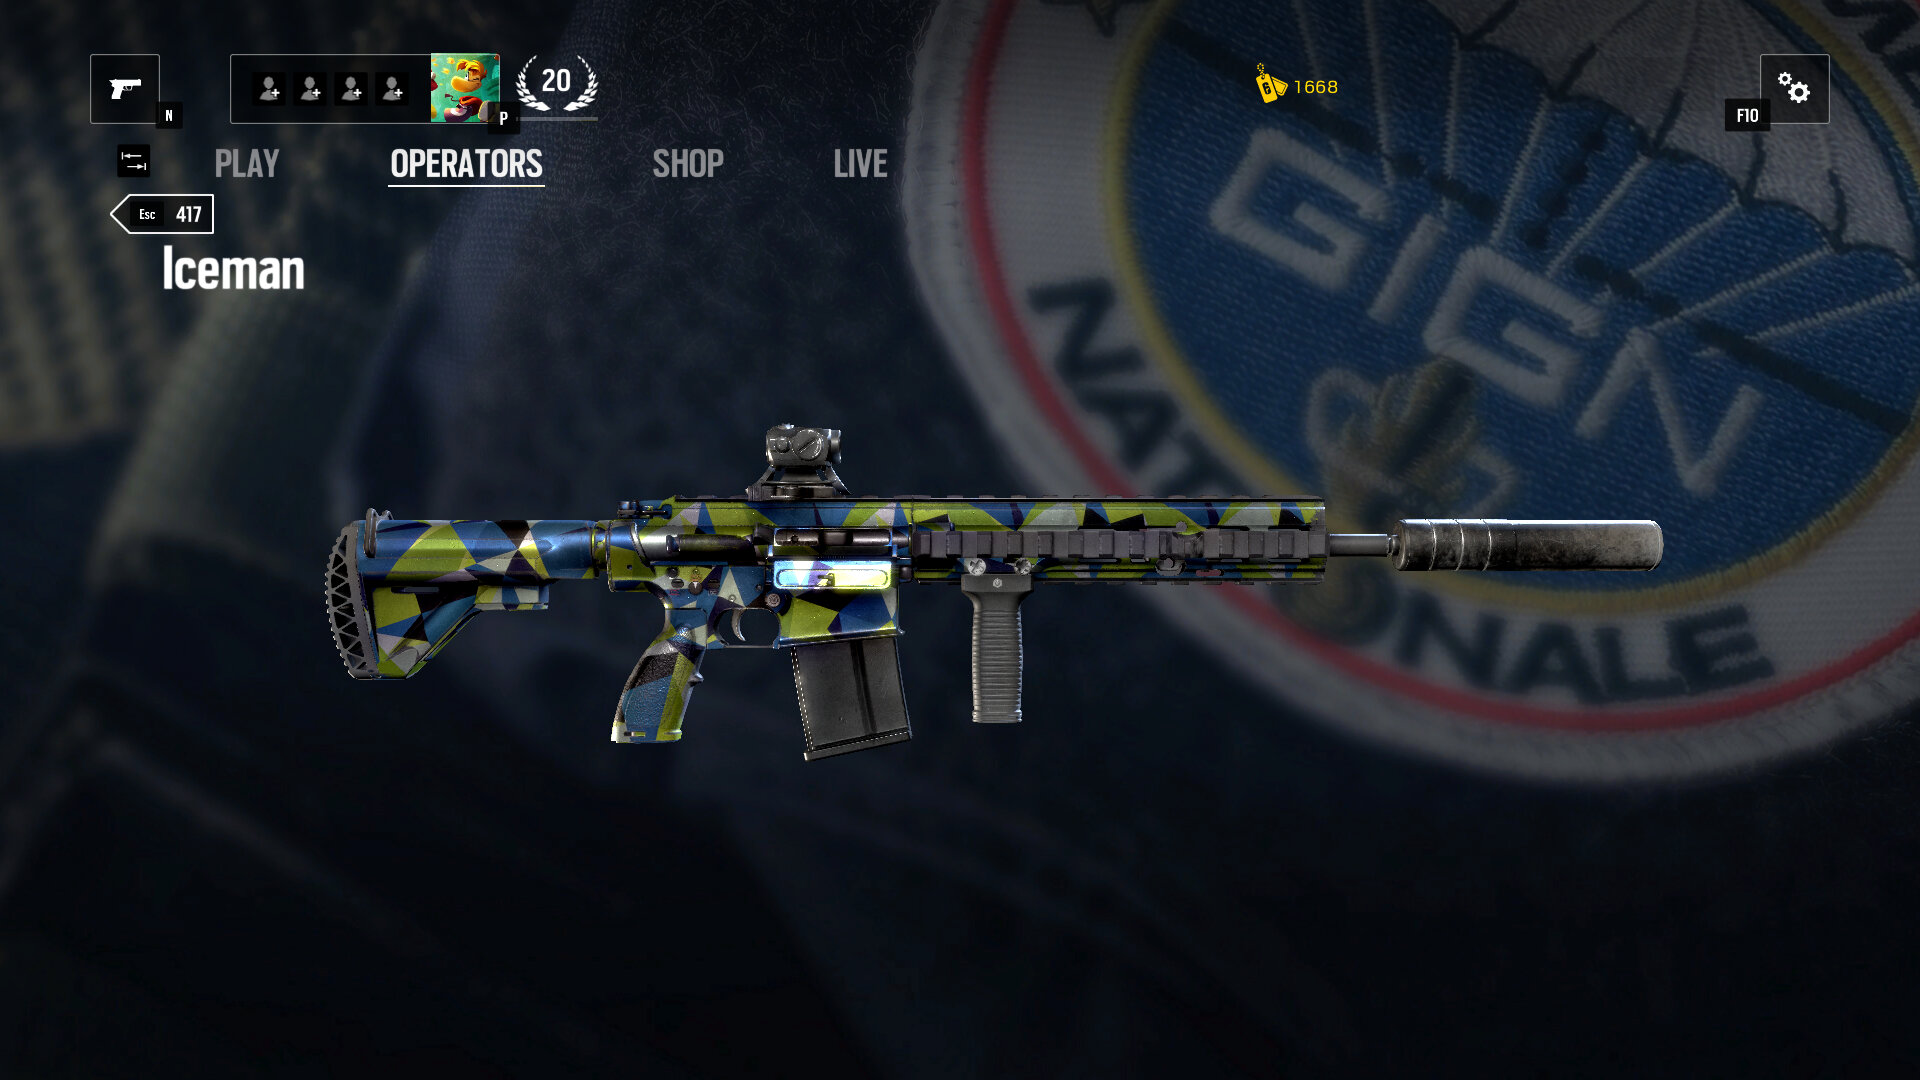 N
P
20
1668
F10
PLAY
OPERATORS
SHOP
LIVE
Esc 417
Iceman
GIGN
NATIONALE